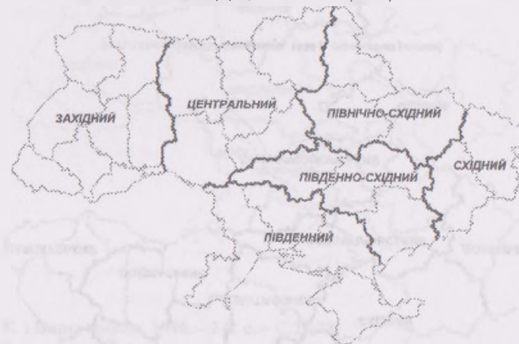 ЗАХІДНИЙ
ЦЕНТРАЛЬНИЙ
ПІВНІЧНО-СХІДНИЙ
СХІДНИЙ
ПІВДЕННО-СХІДНИЙ
ПІВДЕННИЙ